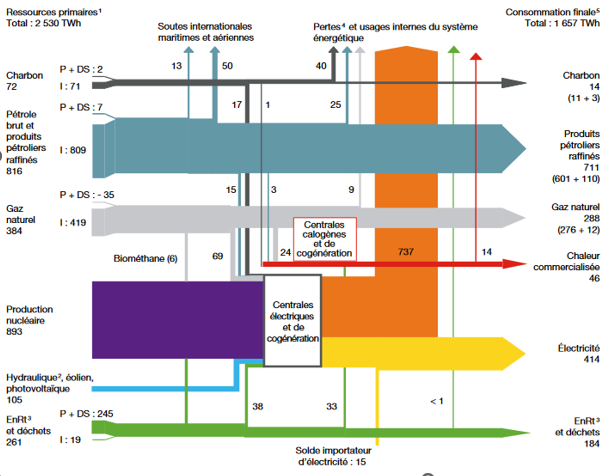 Ressources primaires¹
Total : 2 530 TWh
Soutes internationales
maritimes et aériennes
Pertes⁴ et usages internes du système
énergétique
Consommation finale⁵
Total : 1 657 TWh
P + DS : 2
13
50
40
Charbon
72
I : 71
Charbon
14
(11 + 3)
P + DS : 7
17
1
25
Pétrole
brut et
produits
pétroliers
raffinés
816
I : 809
Produits
pétroliers
raffinés
711
(601 + 110)
P + DS : - 35
15
3
9
Gaz
naturel
384
I : 419
Gaz naturel
288
(276 + 12)
Centrales
calogènes
et de
cogénération
Biométhane (6)
69
24
737
14
Chaleur
commercialisée
46
Production
nucléaire
893
Centrales
électriques
et de
cogénération
Électricité
414
Hydraulique², éolien,
photovoltaïque
105
P + DS : 245
38
33
< 1
EnRt³
et déchets
261
I : 19
EnRt³
et déchets
184
Solde importateur
d'électricité : 15